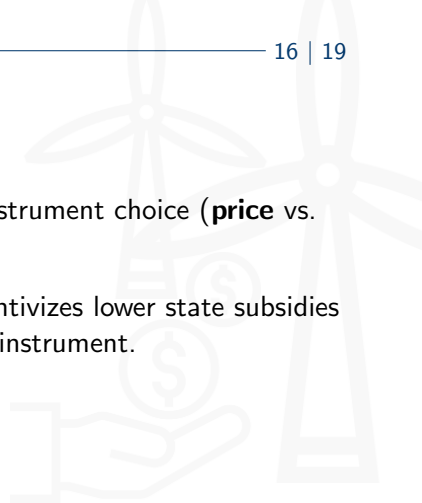 16 | 19
strument choice (price vs.
ntivizes lower state subsidies
instrument.